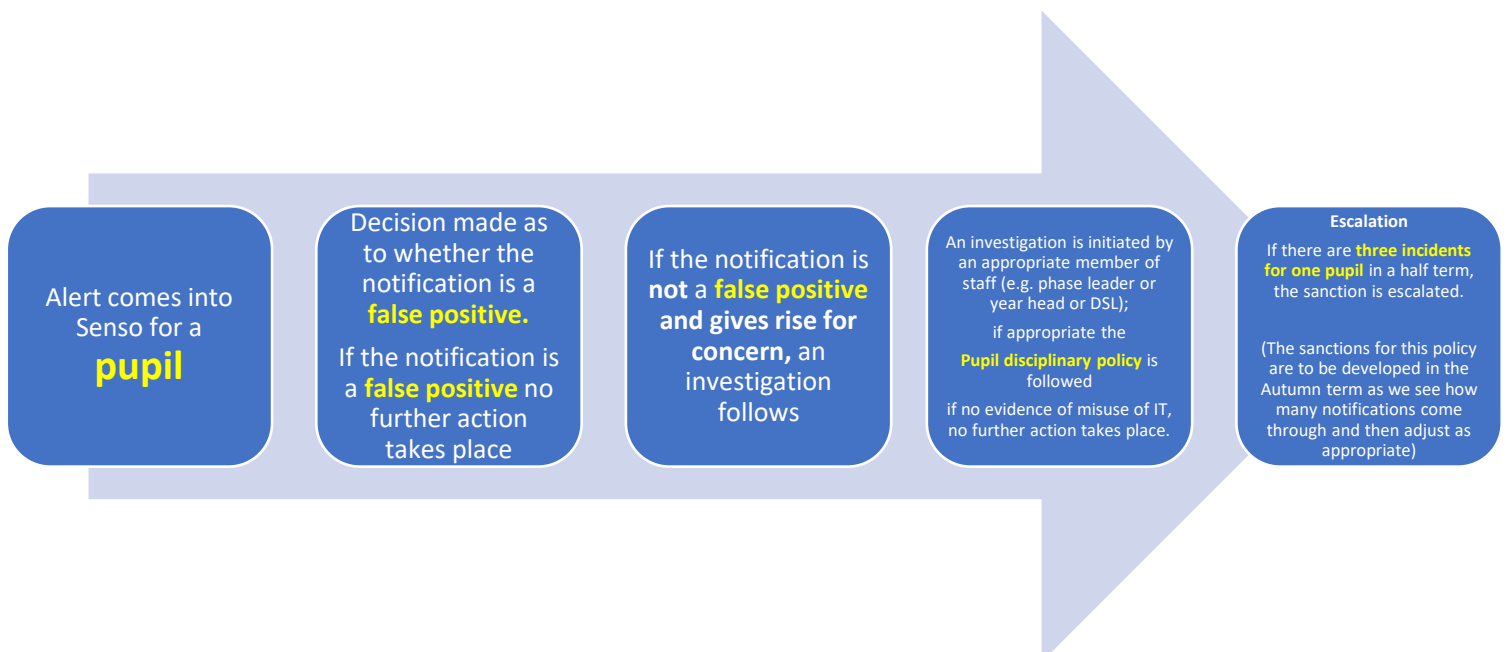 Alert comes into
Senso for a
pupil
Decision made as
to whether the
notification is a
false positive.
If the notification is
a false positive no
further action
takes place
If the notification is
not a false positive
and gives rise for
concern, an
investigation
follows
An investigation is initiated by
an appropriate member of
staff (e.g. phase leader or
year head or DSL);
if appropriate the
Pupil disciplinary policy is
followed
if no evidence of misuse of IT,
no further action takes place.
Escalation
If there are three incidents
for one pupil in a half term,
the sanction is escalated.
(The sanctions for this policy
are to be developed in the
Autumn term as we see how
many notifications come
through and then adjust as
appropriate)